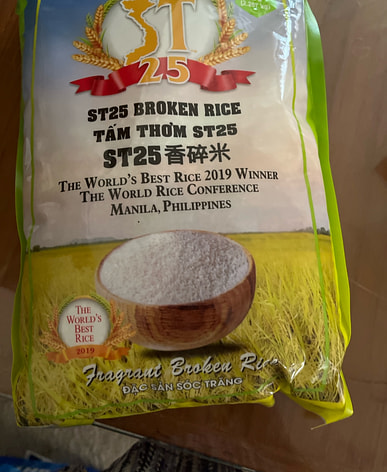 ST
25
ST25 BROKEN RICE
TẤM THƠM ST25
ST25香碎米
THE WORLD'S BEST RICE 2019 WINNER
THE WORLD RICE CONFERENCE
MANILA, PHILIPPINES
THE
WORLD'S
BEST
RICE
2019
Fragrant Broken Rice
ĐẶC SẢN SÓC TRĂNG